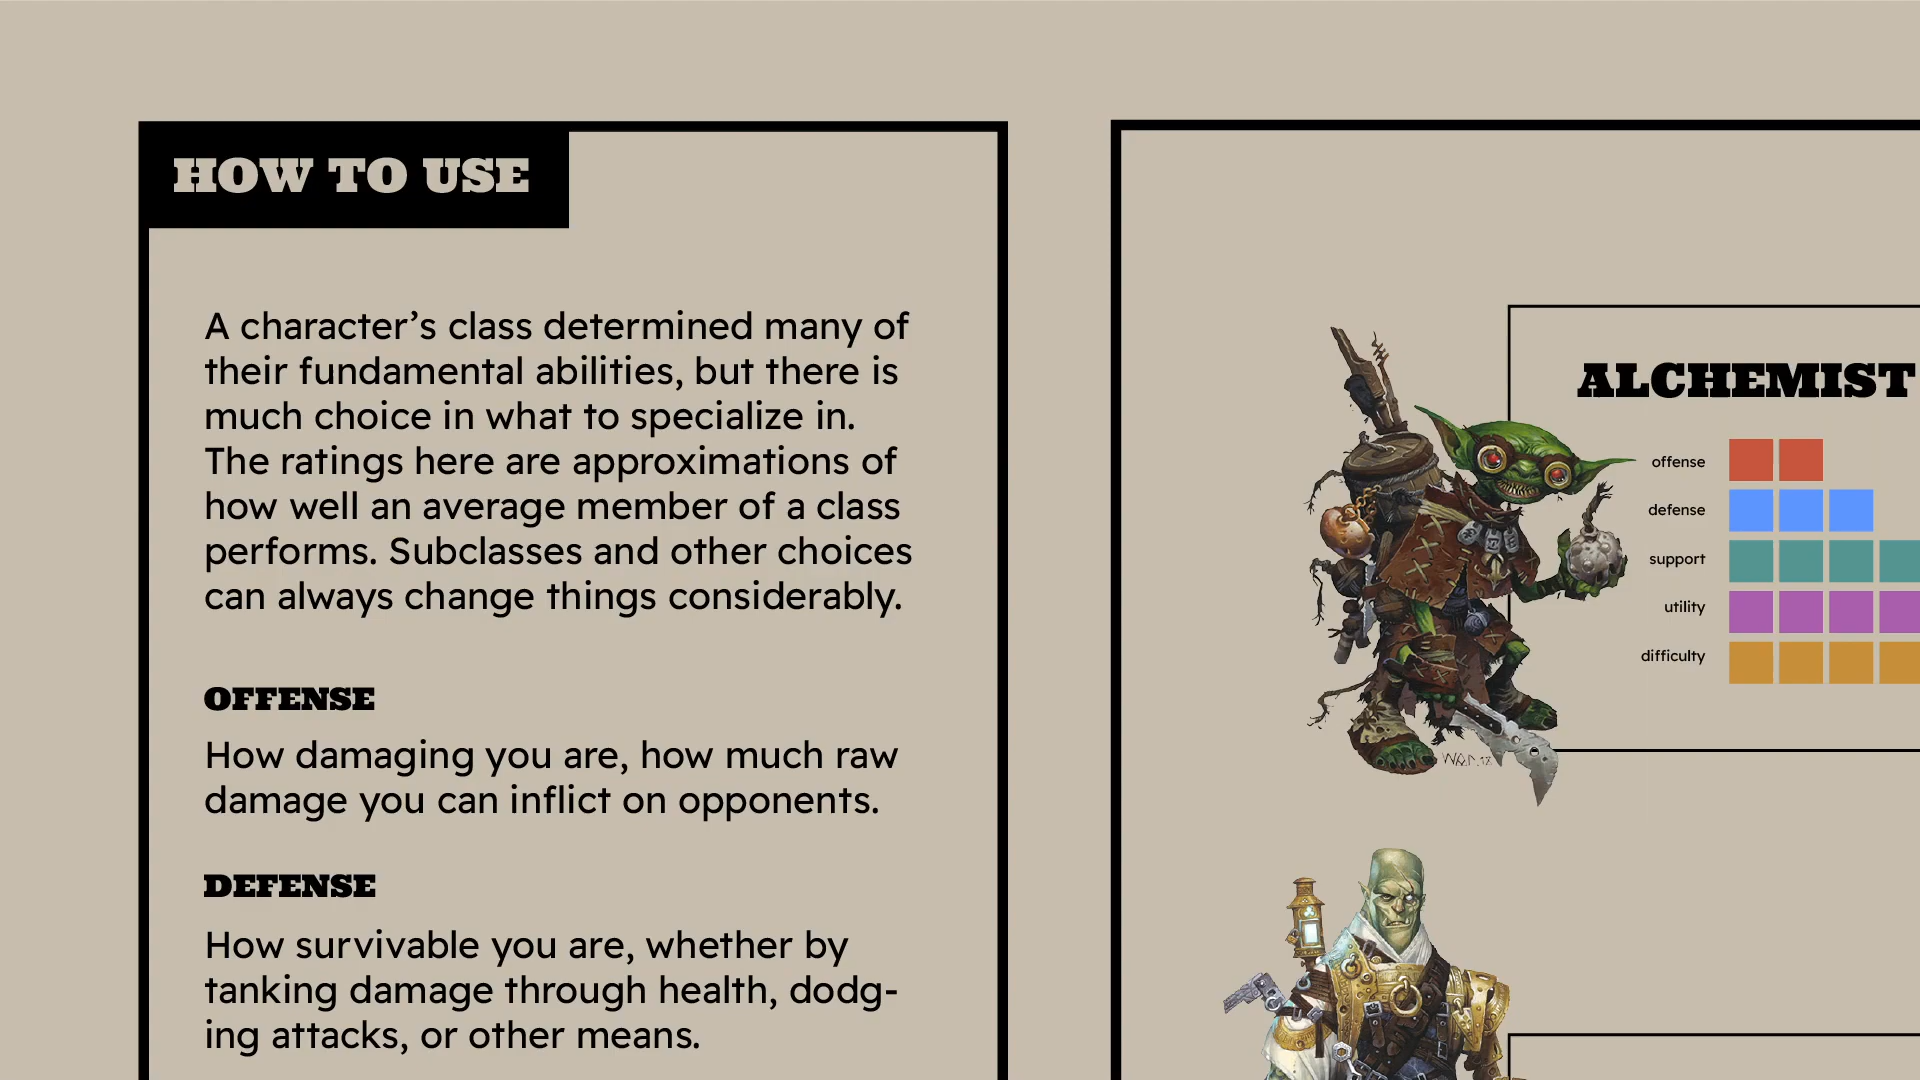 HOW TO USE
A character’s class determined many of
their fundamental abilities, but there is
much choice in what to specialize in.
The ratings here are approximations of
how well an average member of a class
performs. Subclasses and other choices
can always change things considerably.
OFFENSE
How damaging you are, how much raw
damage you can inflict on opponents.
DEFENSE
How survivable you are, whether by
tanking damage through health, dodg-
ing attacks, or other means.
ALCHEMIST
offense
defense
support
utility
difficulty